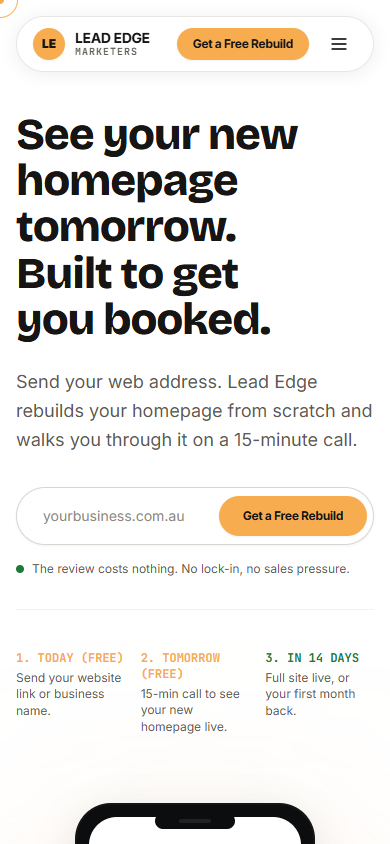 LE
LEAD EDGE
MARKETERS
Get a Free Rebuild
See your new
homepage
tomorrow.
Built to get
you booked.
Send your web address. Lead Edge
rebuilds your homepage from scratch and
walks you through it on a 15-minute call.
yourbusiness.com.au
Get a Free Rebuild
The review costs nothing. No lock-in, no sales pressure.
1. TODAY (FREE)
Send your website
link or business
name.
2. TOMORROW
(FREE)
15-min call to see
your new
homepage live.
3. IN 14 DAYS
Full site live, or
your first month
back.